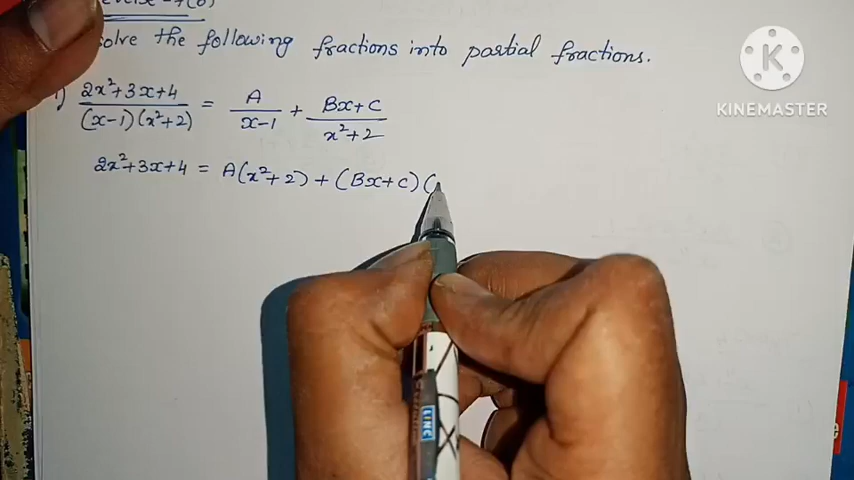 solve the following fractions into partial fractions.
1) 2x²+3x+4 / (x-1)(x²+2) = A / x-1 + Bx+C / x²+2
2x²+3x+4 = A(x²+2) + (Bx+C)(
K
KINEMASTER